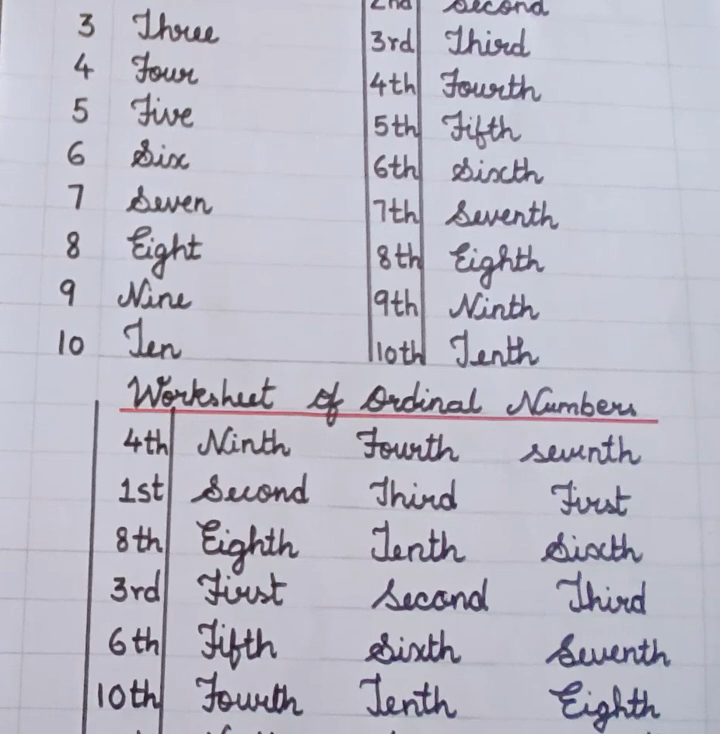 2nd Second
3 Three 3rd Third
4 Four 4th Fourth
5 Five 5th Fifth
6 Six 6th Sixth
7 Seven 7th Seventh
8 Eight 8th Eighth
9 Nine 9th Ninth
10 Ten 10th Tenth
Worksheet of Ordinal Numbers
4th Ninth Fourth seventh
1st Second Third First
8th Eighth Tenth Sixth
3rd First Second Third
6th Fifth Sixth Seventh
10th Fourth Tenth Eighth